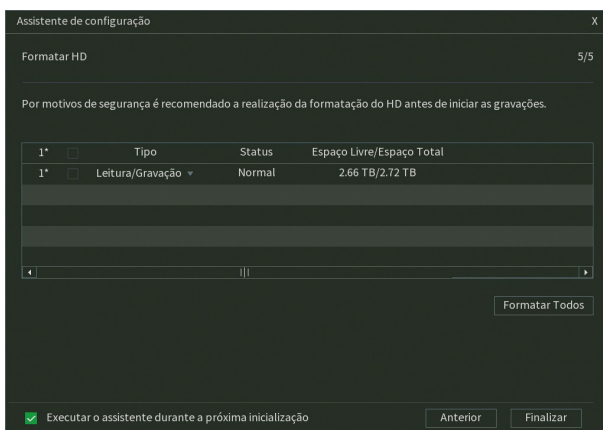 Assistente de configuração X
Formatar HD 5/5
Por motivos de segurança é recomendado a realização da formatação do HD antes de iniciar as gravações.
1* Tipo Status Espaço Livre/Espaço Total
1* Leitura/Gravação Normal 2.66 TB/2.72 TB
Formatar Todos
Executar o assistente durante a próxima inicialização Anterior Finalizar